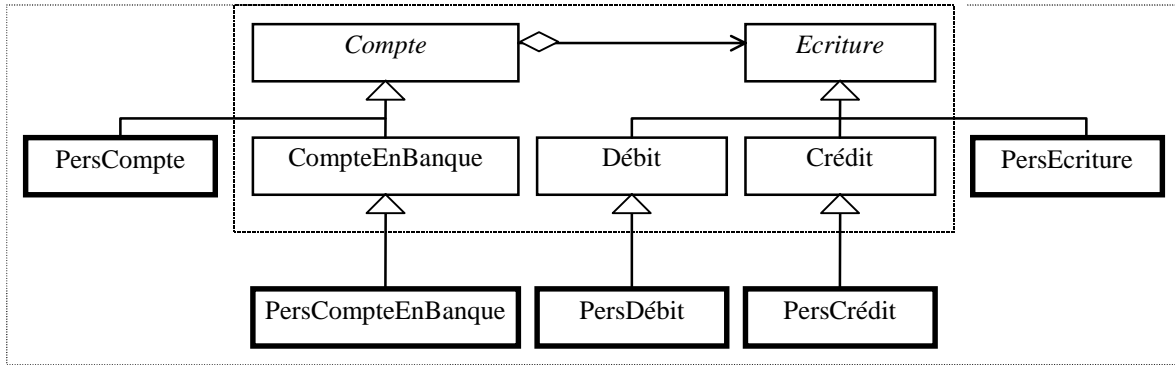 Compte
Ecriture
PersCompte
CompteEnBanque
Débit
Crédit
PersEcriture
PersCompteEnBanque
PersDébit
PersCrédit